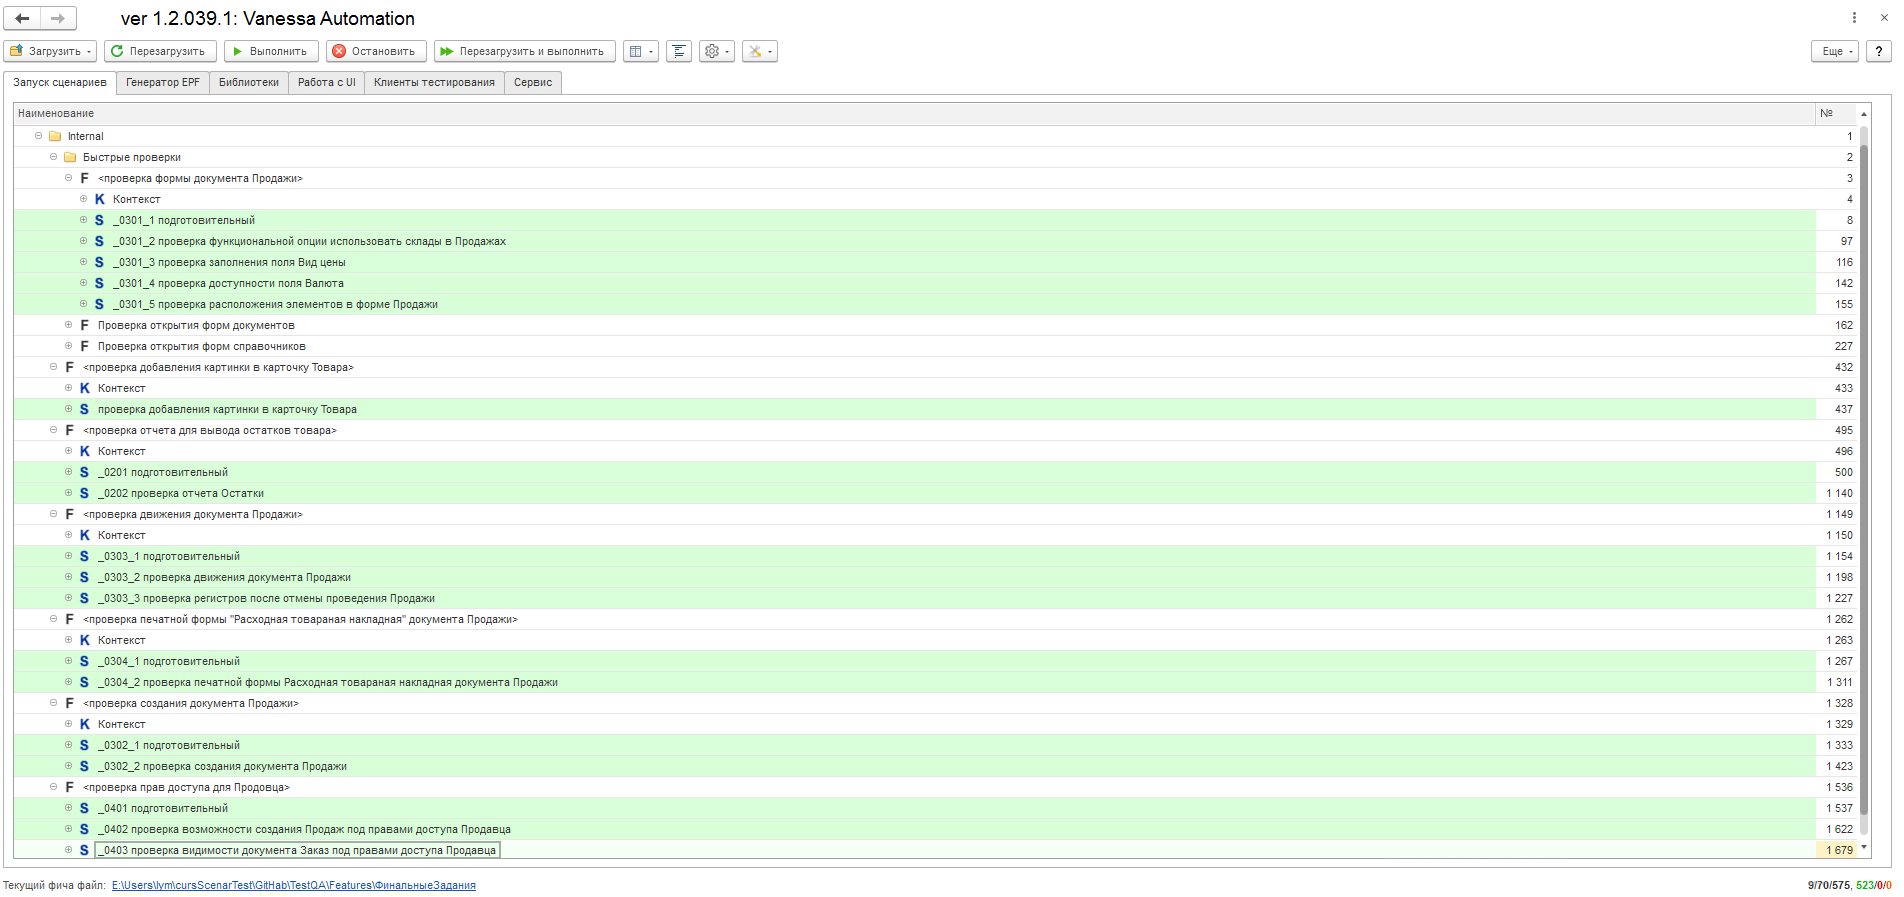 ver 1.2.039.1: Vanessa Automation
Загрузить Перезагрузить Выполнить Остановить Перезагрузить и выполнить Еще ?
Запуск сценариев Генератор EPF Библиотеки Работа с UI Клиенты тестирования Сервис
Наименование №
Internal 1
Быстрые проверки 2
F <проверка формы документа Продажи> 3
K Контекст 4
S _0301_1 подготовительный 8
S _0301_2 проверка функциональной опции использовать склады в Продажах 97
S _0301_3 проверка заполнения поля Вид цены 116
S _0301_4 проверка доступности поля Валюта 142
S _0301_5 проверка расположения элементов в форме Продажи 155
F Проверка открытия форм документов 162
F Проверка открытия форм справочников 227
F <проверка добавления картинки в карточку Товара> 432
K Контекст 433
S проверка добавления картинки в карточку Товара 437
F <проверка отчета для вывода остатков товара> 495
K Контекст 496
S _0201 подготовительный 500
S _0202 проверка отчета Остатки 1 140
F <проверка движения документа Продажи> 1 149
K Контекст 1 150
S _0303_1 подготовительный 1 154
S _0303_2 проверка движения документа Продажи 1 198
S _0303_3 проверка регистров после отмены проведения Продажи 1 227
F <проверка печатной формы "Расходная товараная накладная" документа Продажи> 1 262
K Контекст 1 263
S _0304_1 подготовительный 1 267
S _0304_2 проверка печатной формы Расходная товараная накладная документа Продажи 1 311
F <проверка создания документа Продажи> 1 328
K Контекст 1 329
S _0302_1 подготовительный 1 333
S _0302_2 проверка создания документа Продажи 1 423
F <проверка прав доступа для Продовца> 1 536
S _0401 подготовительный 1 537
S _0402 проверка возможности создания Продаж под правами доступа Продавца 1 622
S _0403 проверка видимости документа Заказ под правами доступа Продавца 1 679
Текущий фича файл: E:\Users\lym\cursScenarTest\GitHab\TestQA\Features\ФинальныеЗадания 9/70/575, 523/0/0